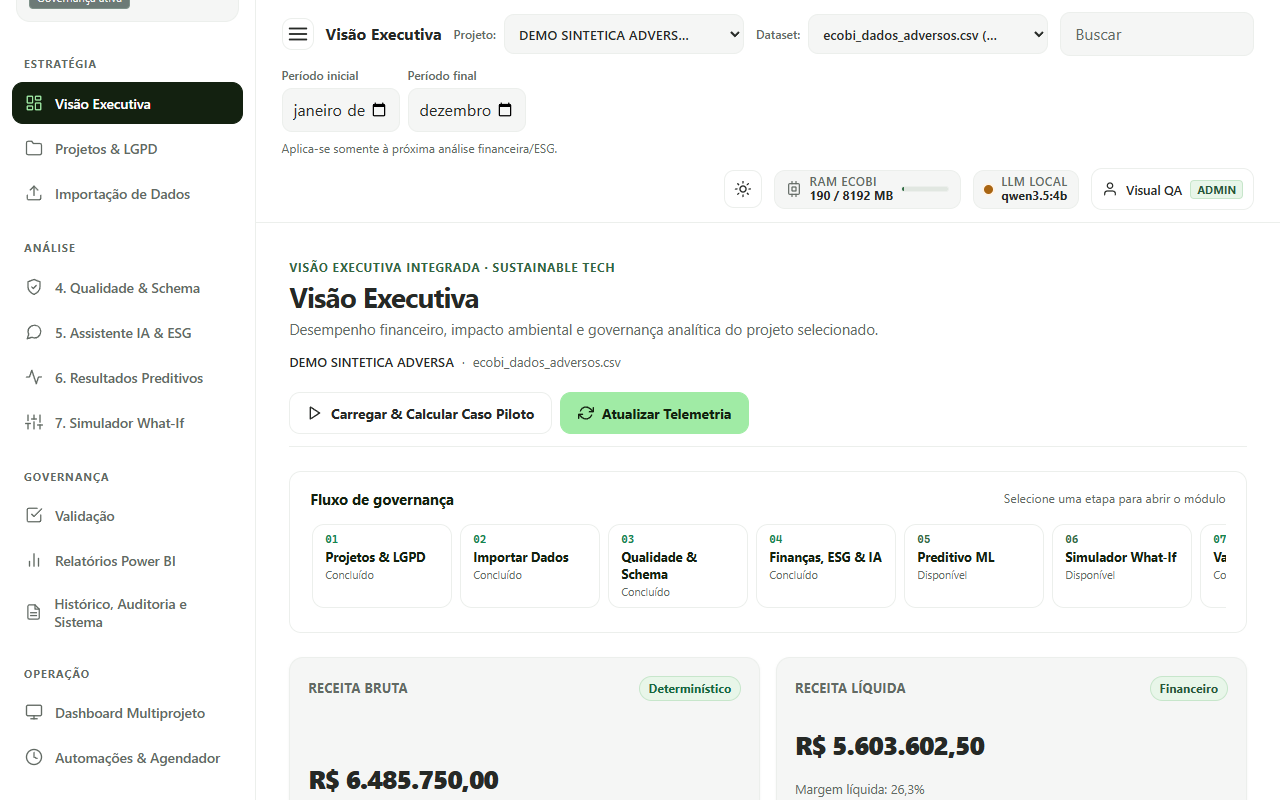 Governança ativa
ESTRATÉGIA
Visão Executiva
Projetos & LGPD
Importação de Dados
ANÁLISE
4. Qualidade & Schema
5. Assistente IA & ESG
6. Resultados Preditivos
7. Simulador What-If
GOVERNANÇA
Validação
Relatórios Power BI
Histórico, Auditoria e
Sistema
OPERAÇÃO
Dashboard Multiprojeto
Automações & Agendador
Visão Executiva
Projeto:
DEMO SINTETICA ADVERS...
Dataset:
ecobi_dados_adversos.csv (...
Buscar
Período inicial
Período final
janeiro de
dezembro
Aplica-se somente à próxima análise financeira/ESG.
RAM ECOBI
190 / 8192 MB
LLM LOCAL
qwen3.5:4b
Visual QA
ADMIN
VISÃO EXECUTIVA INTEGRADA · SUSTAINABLE TECH
Visão Executiva
Desempenho financeiro, impacto ambiental e governança analítica do projeto selecionado.
DEMO SINTETICA ADVERSA · ecobi_dados_adversos.csv
Carregar & Calcular Caso Piloto
Atualizar Telemetria
Fluxo de governança
Selecione uma etapa para abrir o módulo
01
Projetos & LGPD
Concluído
02
Importar Dados
Concluído
03
Qualidade &
Schema
Concluído
04
Finanças, ESG & IA
Concluído
05
Preditivo ML
Disponível
06
Simulador What-If
Disponível
07
Va
Co
RECEITA BRUTA
Determinístico
R$ 6.485.750,00
RECEITA LÍQUIDA
Financeiro
R$ 5.603.602,50
Margem líquida: 26,3%